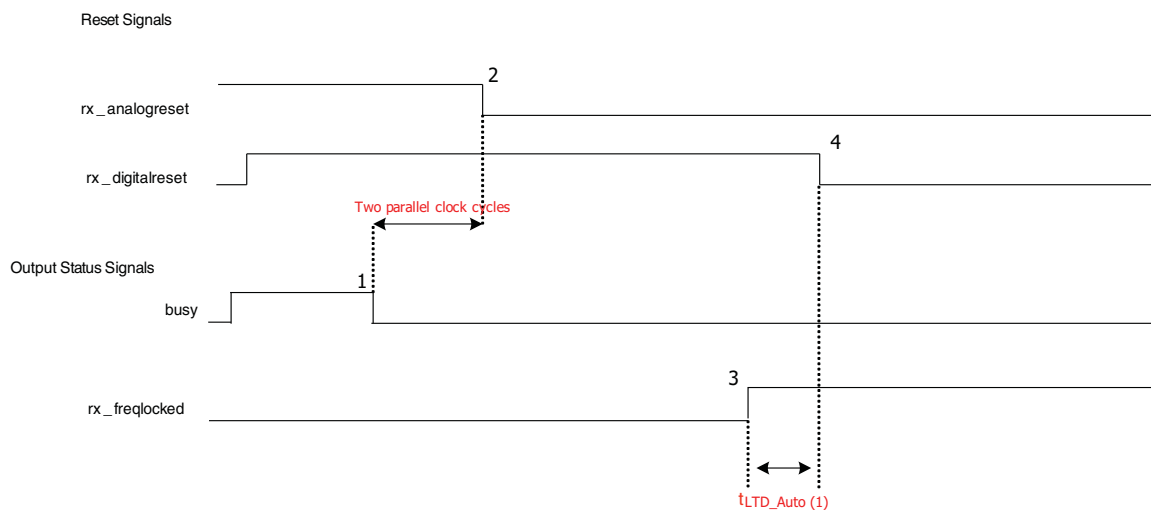 Reset Signals
2
rx_analogreset
4
rx_digitalreset
Two parallel clock cycles
Output Status Signals
1
busy
3
rx_freqlocked
tLTD_Auto (1)